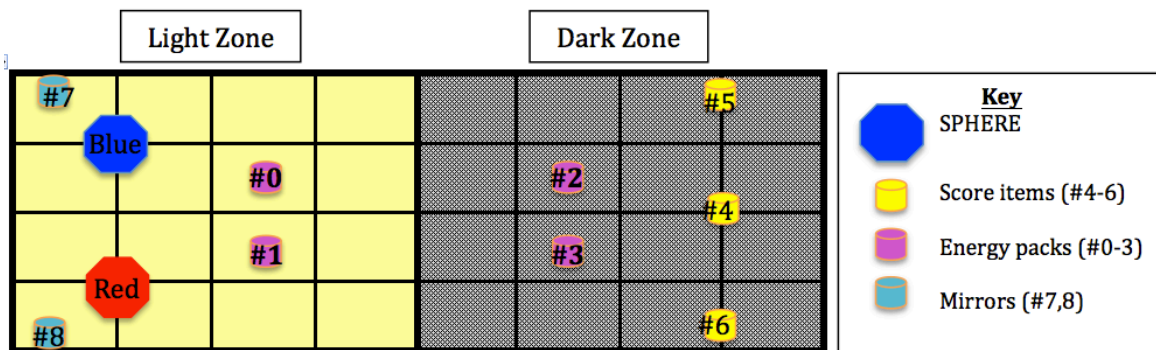 Light Zone
Dark Zone
#7
#5
Blue
#0
#2
#4
#1
#3
Red
#8
#6
Key
SPHERE
Score items (#4-6)
Energy packs (#0-3)
Mirrors (#7,8)